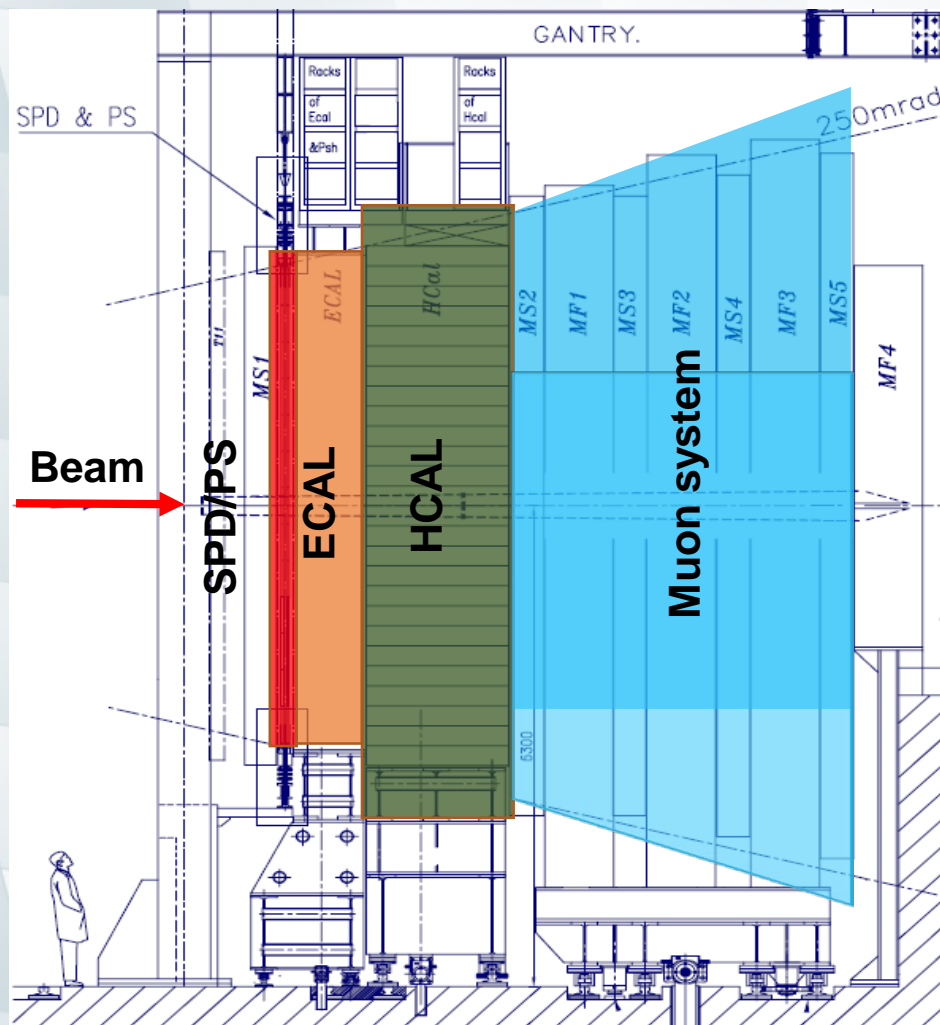 GANTRY.
Racks
of
Ecal
&Psh
Racks
of
Hcal
SPD & PS
250mrad
ECAL
HCal
MS2
MF1
MS3
MF2
MS4
MF3
MS5
MF4
MS1
Beam
SPD/PS
ECAL
HCAL
Muon system
6300